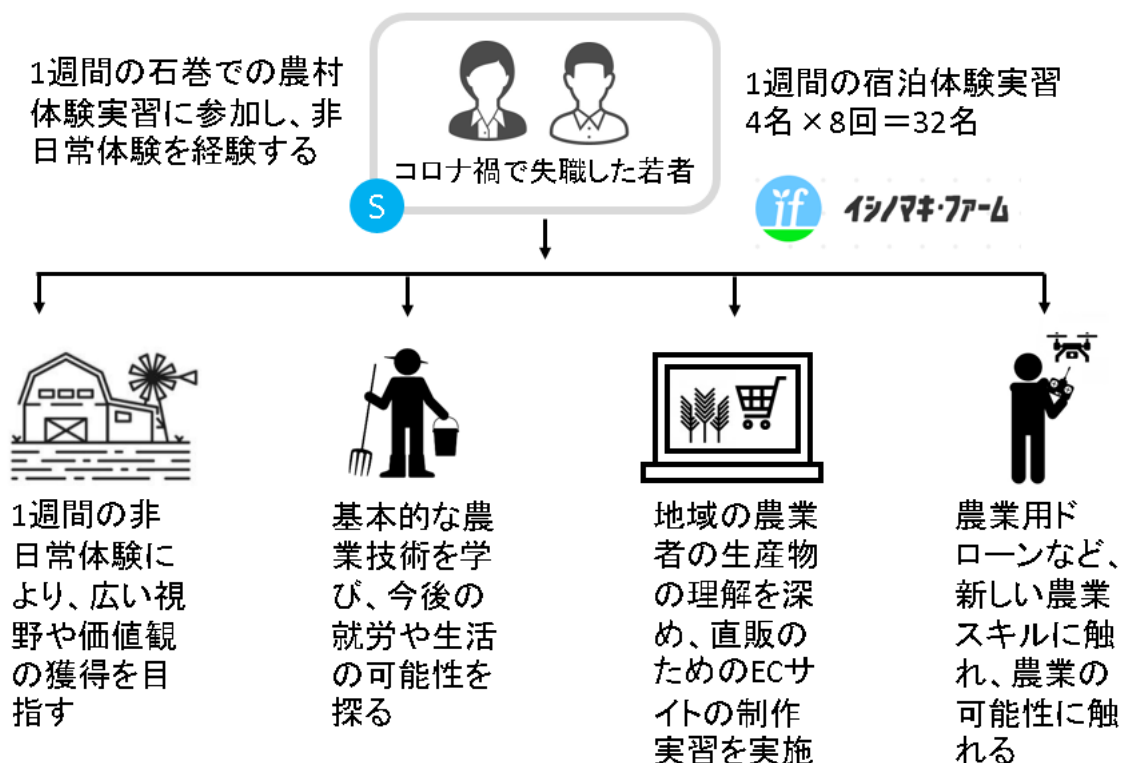 1週間の石巻での農村
体験実習に参加し、非
日常体験を経験する
コロナ禍で失職した若者
S
1週間の宿泊体験実習
4名×8回＝32名
if イシノマキ・ファーム
1週間の非
日常体験に
より、広い視
野や価値観
の獲得を目
指す
基本的な農
業技術を学
び、今後の
就労や生活
の可能性を
探る
地域の農業
者の生産物
の理解を深
め、直販の
ためのECサ
イトの制作
実習を実施
農業用ド
ローンなど、
新しい農業
スキルに触
れ、農業の
可能性に触
れる